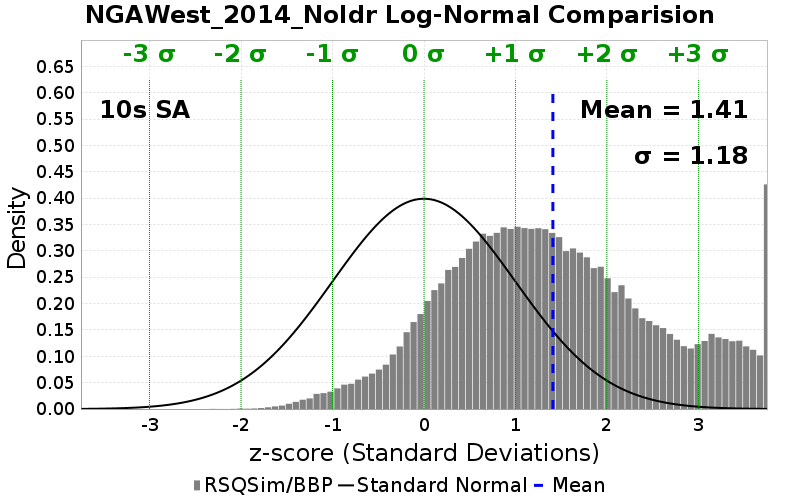 NGAWest_2014_NoIdr Log-Normal Comparision
-3 σ -2 σ -1 σ 0 σ +1 σ +2 σ +3 σ
10s SA
Mean = 1.41
σ = 1.18
Density
0.65
0.60
0.55
0.50
0.45
0.40
0.35
0.30
0.25
0.20
0.15
0.10
0.05
0.00
-3 -2 -1 0 1 2 3
z-score (Standard Deviations)
RSQSim/BBP Standard Normal Mean